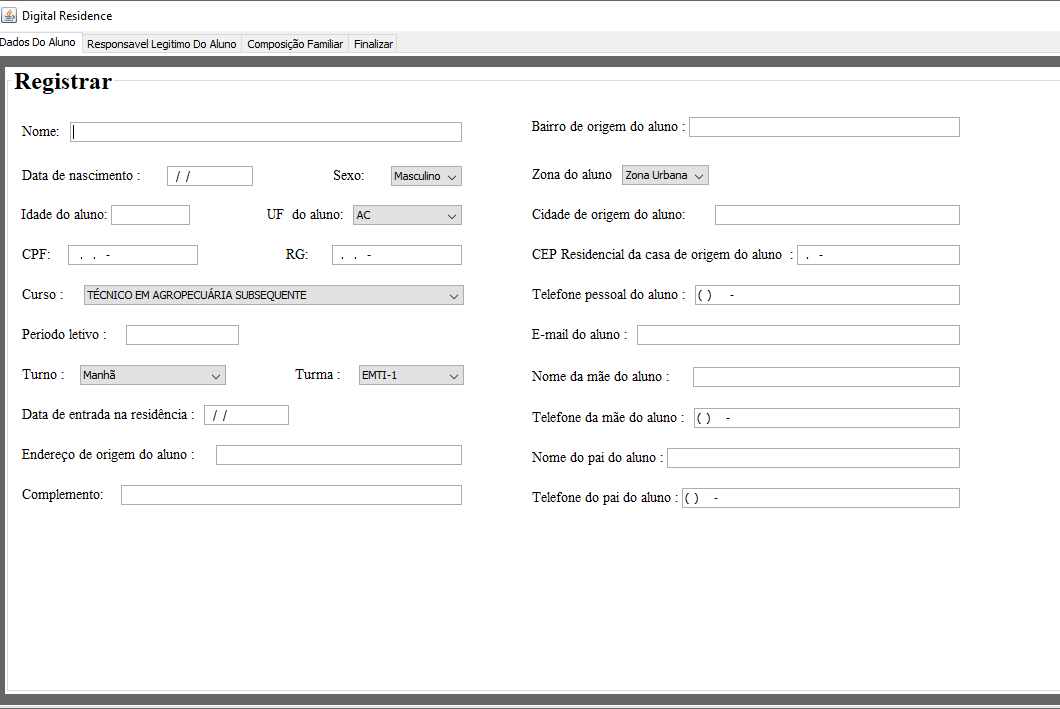 Digital Residence
Dados Do Aluno Responsavel Legitimo Do Aluno Composição Familiar Finalizar
Registrar
Nome:
Data de nascimento : / / Sexo: Masculino
Idade do aluno: UF do aluno: AC
CPF: . . - RG: . . -
Curso : TÉCNICO EM AGROPECUÁRIA SUBSEQUENTE
Periodo letivo :
Turno : Manhã Turma : EMTI-1
Data de entrada na residência : / /
Endereço de origem do aluno :
Complemento:
Bairro de origem do aluno :
Zona do aluno Zona Urbana
Cidade de origem do aluno:
CEP Residencial da casa de origem do aluno : . -
Telefone pessoal do aluno : ( ) -
E-mail do aluno :
Nome da mãe do aluno :
Telefone da mãe do aluno : ( ) -
Nome do pai do aluno :
Telefone do pai do aluno : ( ) -